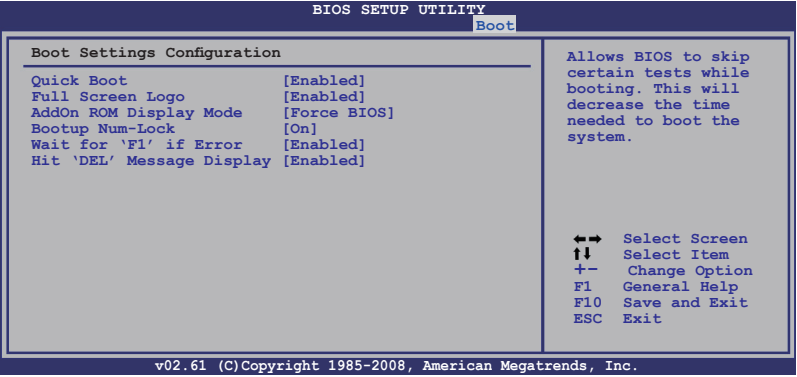 BIOS SETUP UTILITY
Boot
Boot Settings Configuration
Quick Boot [Enabled]
Full Screen Logo [Enabled]
AddOn ROM Display Mode [Force BIOS]
Bootup Num-Lock [On]
Wait for ‘F1’ if Error [Enabled]
Hit ‘DEL’ Message Display [Enabled]
Allows BIOS to skip
certain tests while
booting. This will
decrease the time
needed to boot the
system.
←→ Select Screen
↑↓ Select Item
+- Change Option
F1 General Help
F10 Save and Exit
ESC Exit
v02.61 (C)Copyright 1985-2008, American Megatrends, Inc.